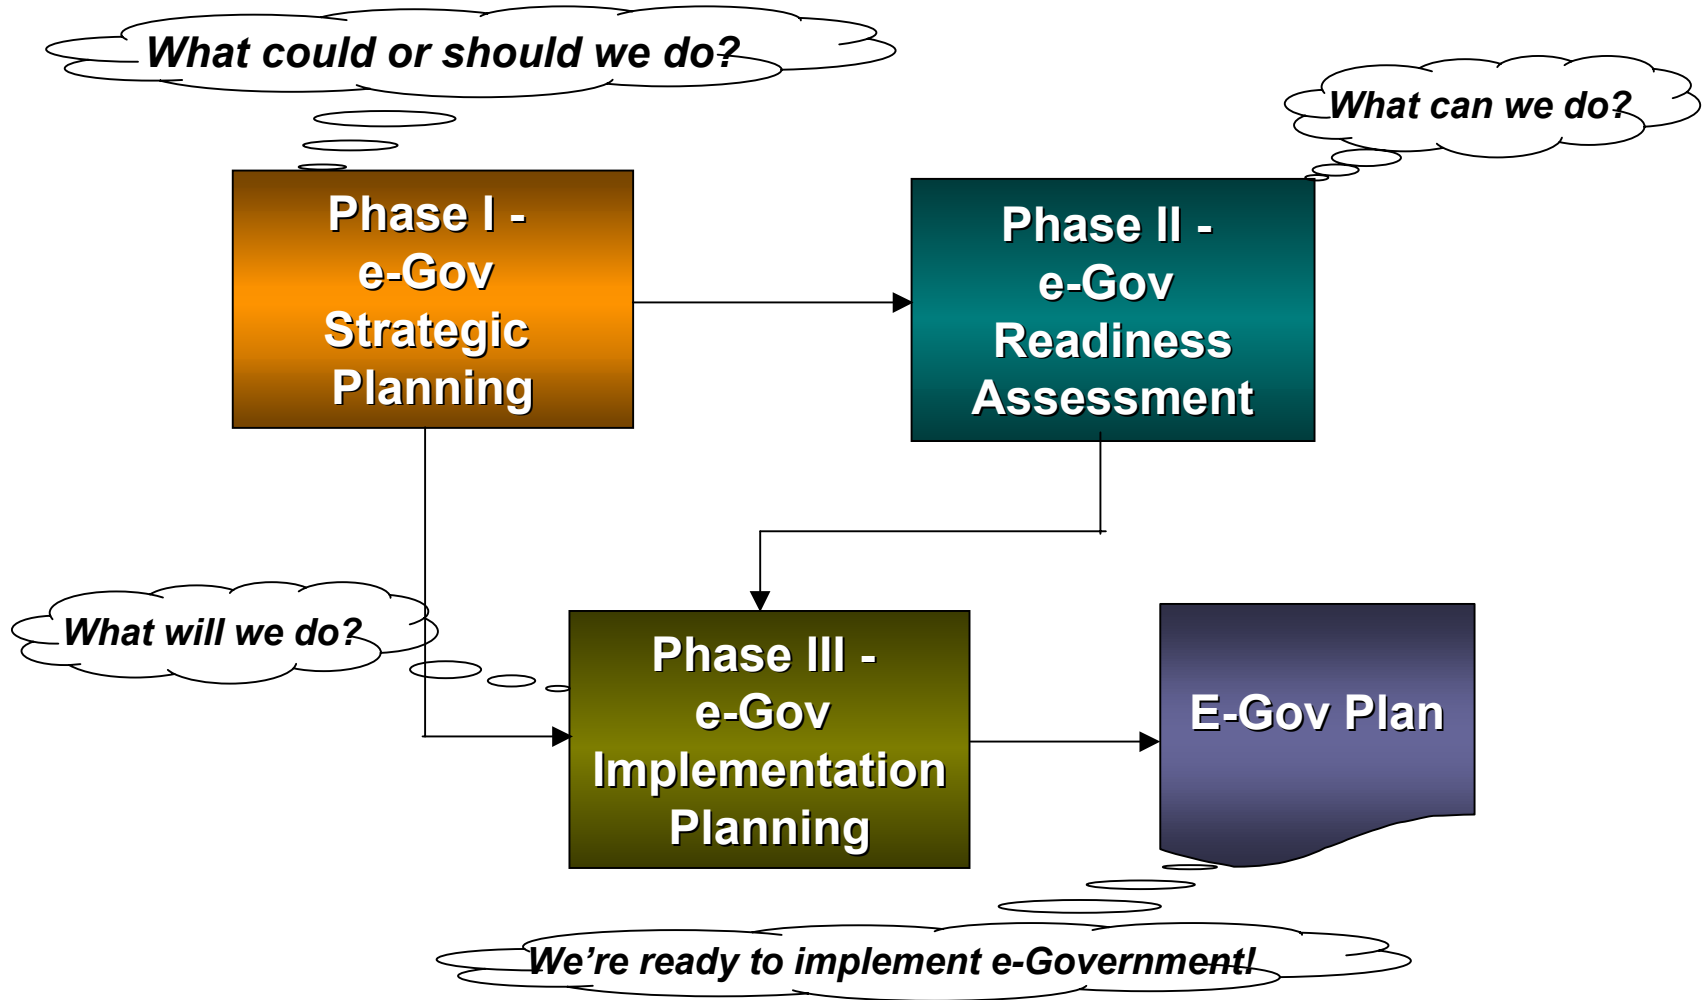 What could or should we do?
What can we do?
Phase I -
e-Gov
Strategic
Planning
Phase II -
e-Gov
Readiness
Assessment
What will we do?
Phase III -
e-Gov
Implementation
Planning
E-Gov Plan
We’re ready to implement e-Government!